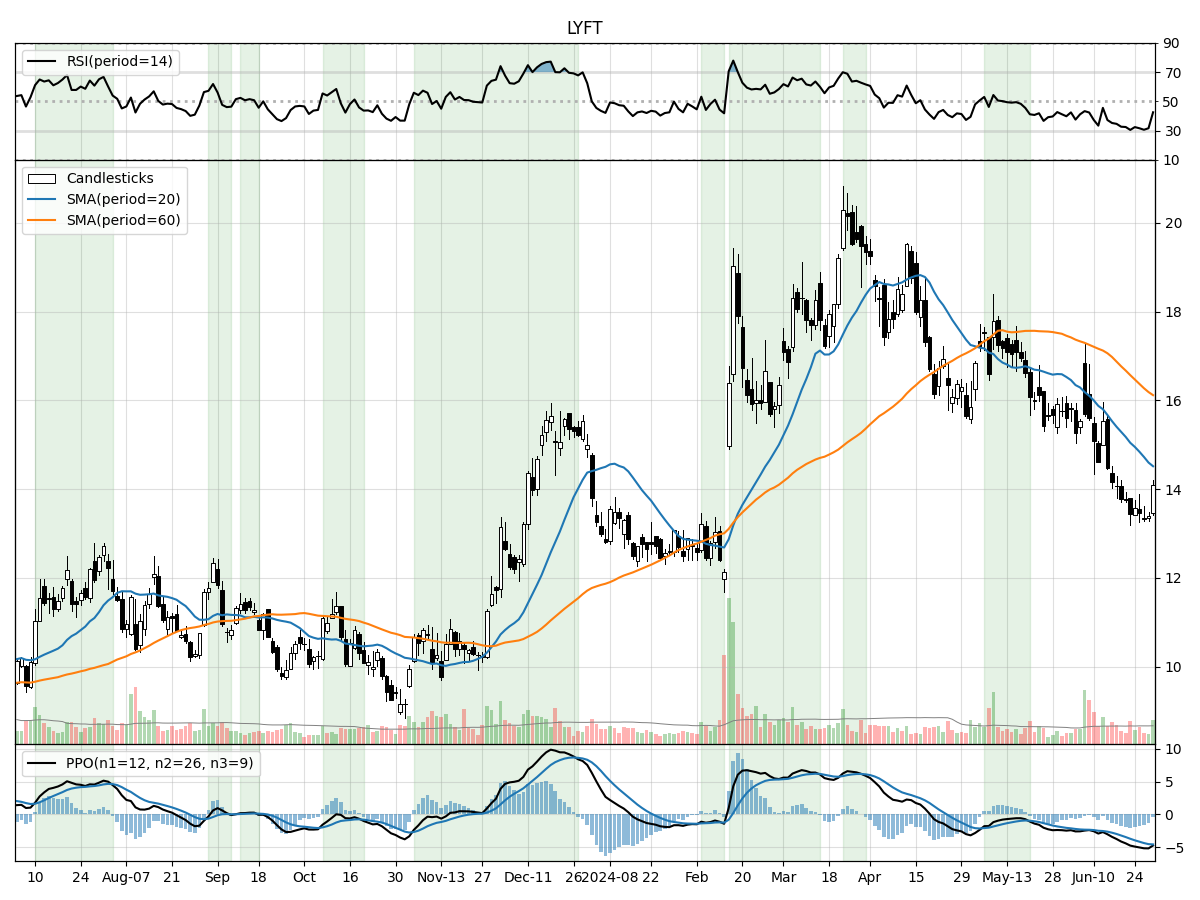 LYFT
RSI(period=14)
90
70
50
30
10
Candlesticks
SMA(period=20)
SMA(period=60)
20
18
16
14
12
10
PPO(n1=12, n2=26, n3=9)
10
5
0
−5
10 24 Aug-07 21 Sep 18 Oct 16 30 Nov-13 27 Dec-11 26 2024-08 22 Feb 20 Mar 18 Apr 15 29 May-13 28 Jun-10 24